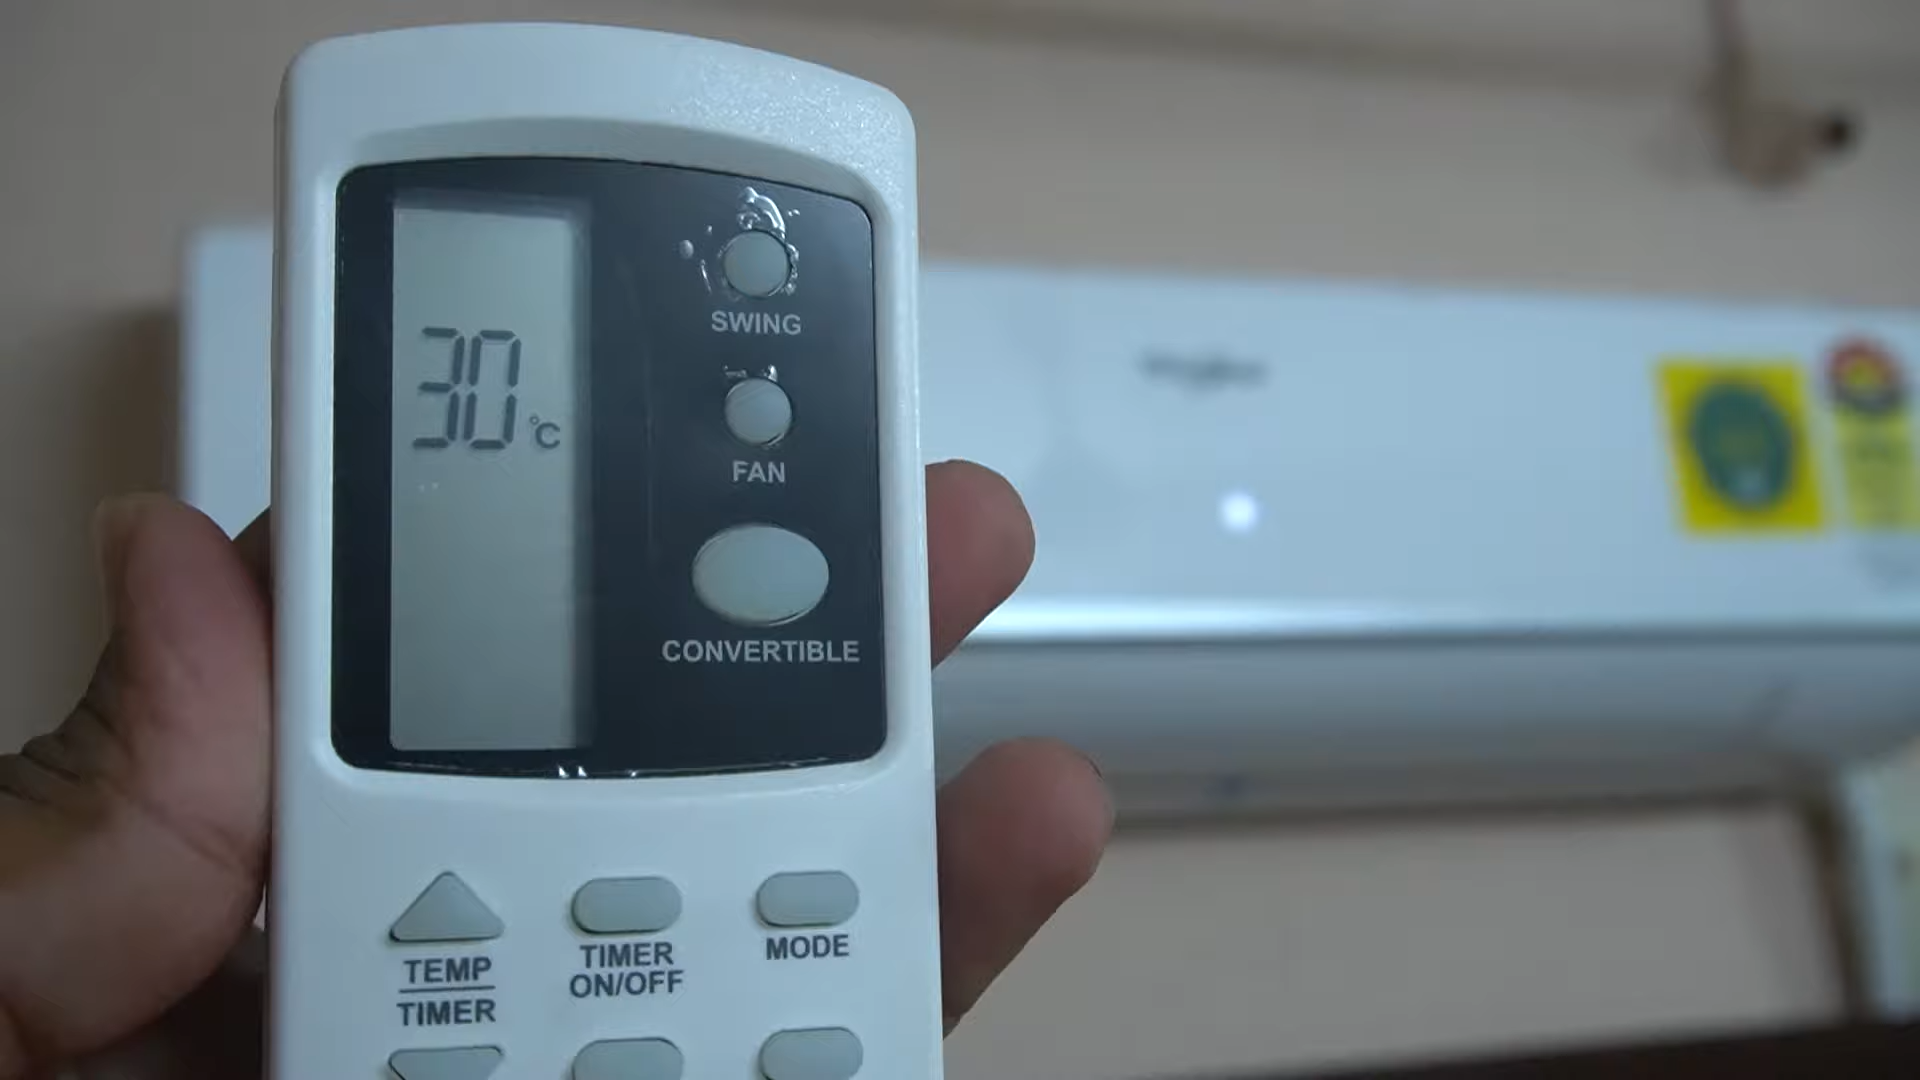 30 °C
SWING
FAN
CONVERTIBLE
TEMP
TIMER
TIMER
ON/OFF
MODE